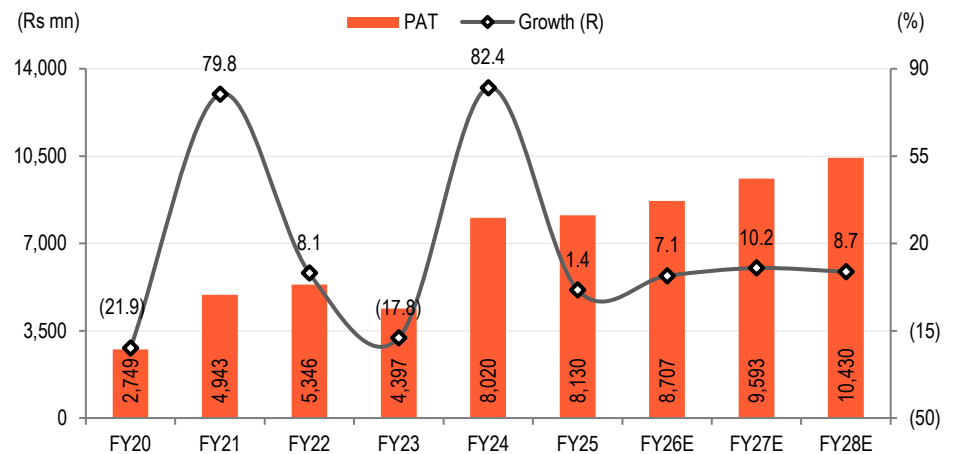 (Rs mn) PAT Growth (R) (%)
14,000 90
10,500 55
7,000 20
3,500 (15)
0 (50)
(21.9) 79.8 8.1 (17.8) 82.4 1.4 7.1 10.2 8.7
2,749 4,943 5,346 4,397 8,020 8,130 8,707 9,593 10,430
FY20 FY21 FY22 FY23 FY24 FY25 FY26E FY27E FY28E